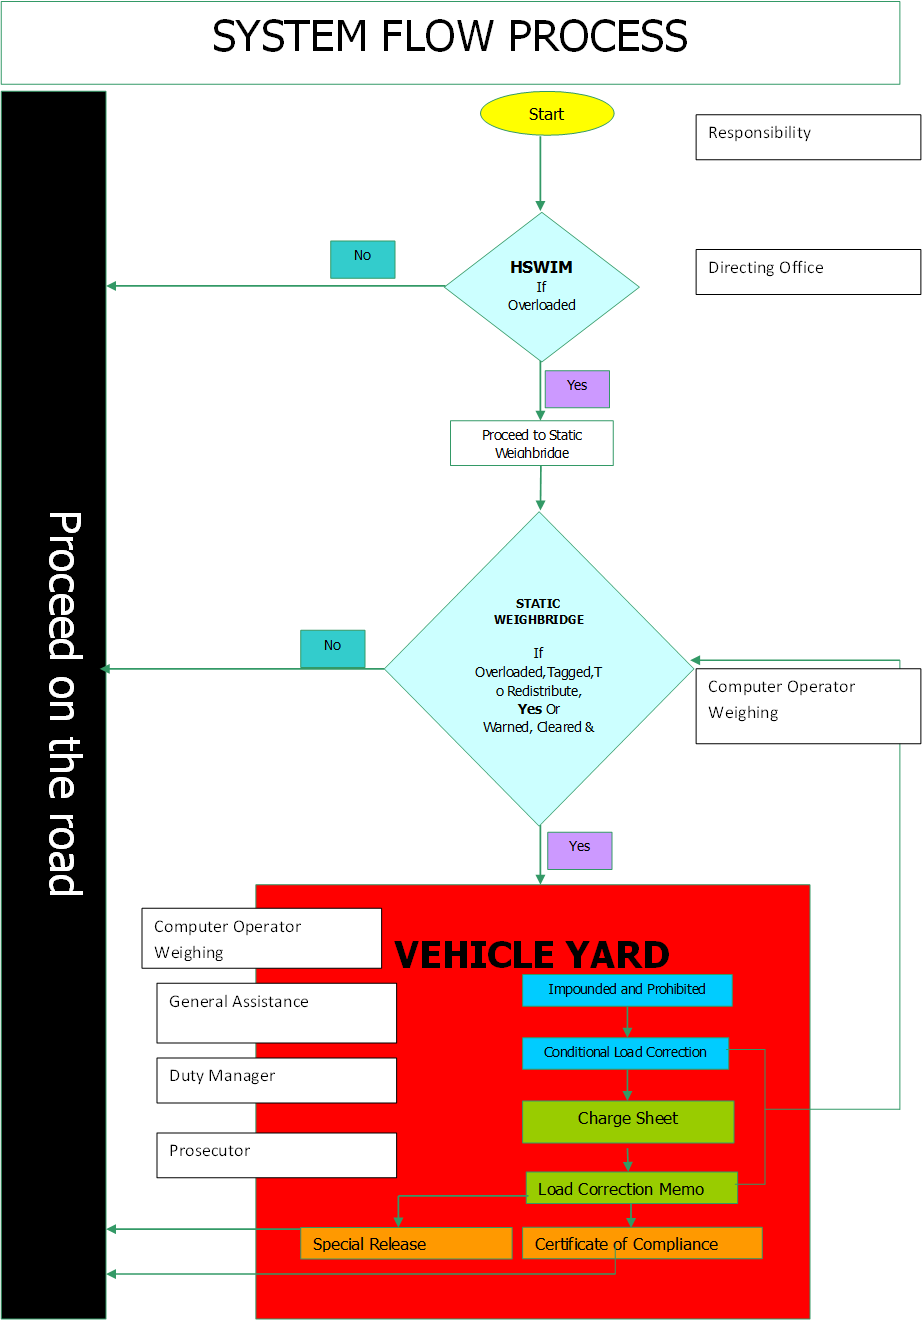 SYSTEM FLOW PROCESS
Start
Responsibility
No
HSWIM
If
Overloaded
Directing Office
Yes
Proceed to Static
Weighbridge
Proceed on the road
STATIC
WEIGHBRIDGE
If
Overloaded,Tagged,T
o Redistribute,
Yes Or
Warned, Cleared &
No
Computer Operator
Weighing
Yes
Computer Operator
Weighing
VEHICLE YARD
Impounded and Prohibited
General Assistance
Conditional Load Correction
Duty Manager
Charge Sheet
Prosecutor
Load Correction Memo
Special Release
Certificate of Compliance